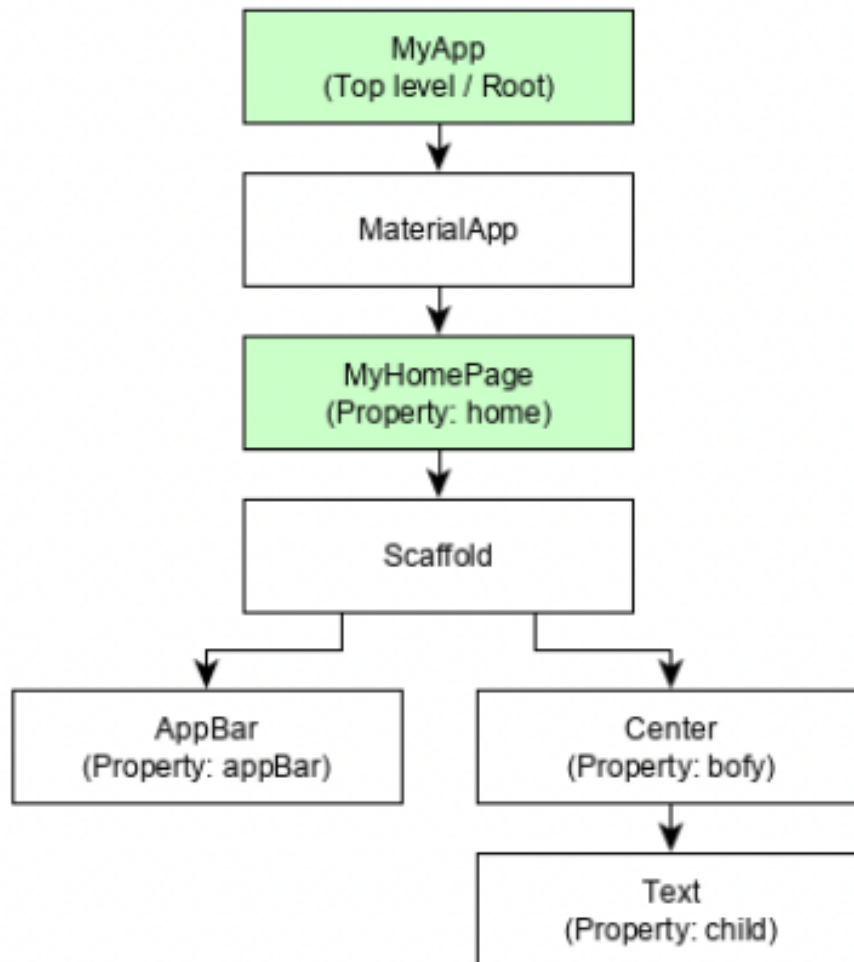 MyApp
(Top level / Root)
MaterialApp
MyHomePage
(Property: home)
Scaffold
AppBar
(Property: appBar)
Center
(Property: bofy)
Text
(Property: child)